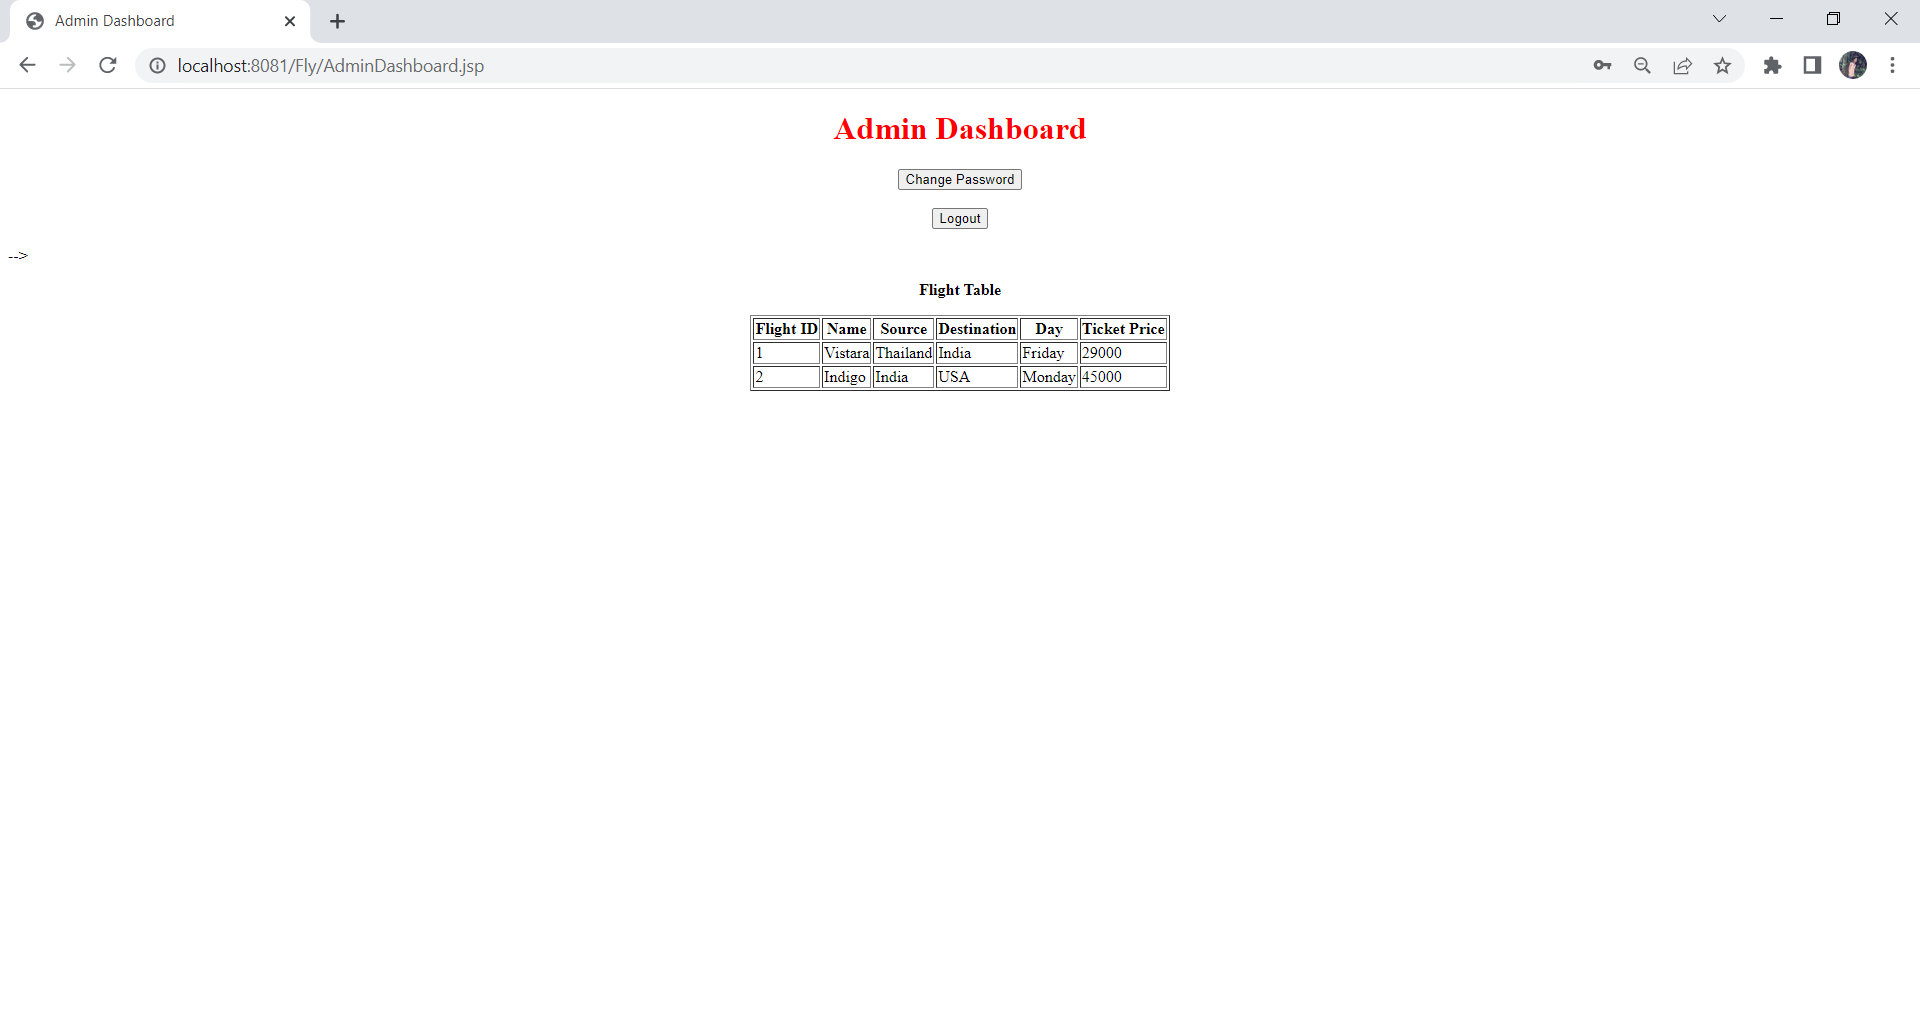 Admin Dashboard
localhost:8081/Fly/AdminDashboard.jsp
Admin Dashboard
Change Password
Logout
-->
Flight Table
Flight ID Name Source Destination Day Ticket Price
1 Vistara Thailand India Friday 29000
2 Indigo India USA Monday 45000